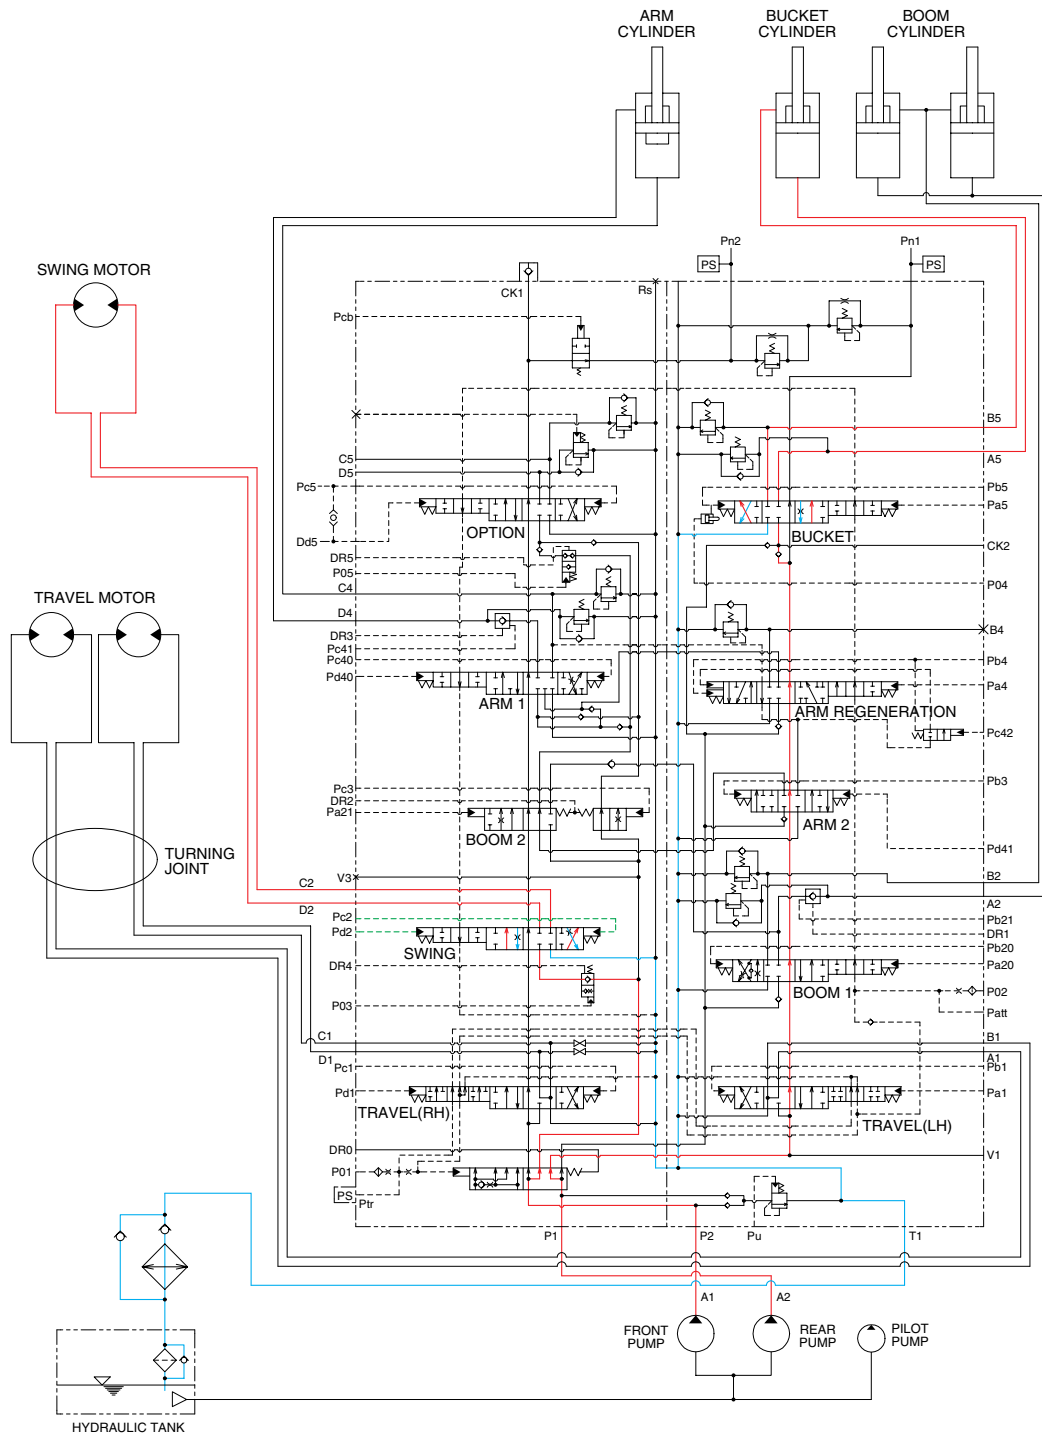 ARM
CYLINDER
BUCKET
CYLINDER
BOOM
CYLINDER
Pn2
Pn1
PS
PS
SWING MOTOR
CK1
Rs
Pcb
B5
C5
A5
D5
Pc5
Pb5
Pa5
OPTION
BUCKET
Dd5
CK2
DR5
P05
P04
C4
TRAVEL MOTOR
D4
B4
DR3
Pc41
Pc40
Pb4
Pd40
Pa4
ARM 1
ARM REGENERATION
Pc42
Pc3
Pb3
DR2
Pa21
ARM 2
BOOM 2
Pd41
TURNING
JOINT
V3
B2
C2
A2
D2
Pc2
Pb21
Pd2
DR1
SWING
Pb20
DR4
Pa20
BOOM 1
P03
P02
Patt
C1
B1
D1
A1
Pc1
Pb1
Pd1
Pa1
TRAVEL(RH)
TRAVEL(LH)
DR0
V1
P01
PS
Ptr
P1
P2
Pu
T1
A1
A2
FRONT
PUMP
REAR
PUMP
PILOT
PUMP
HYDRAULIC TANK